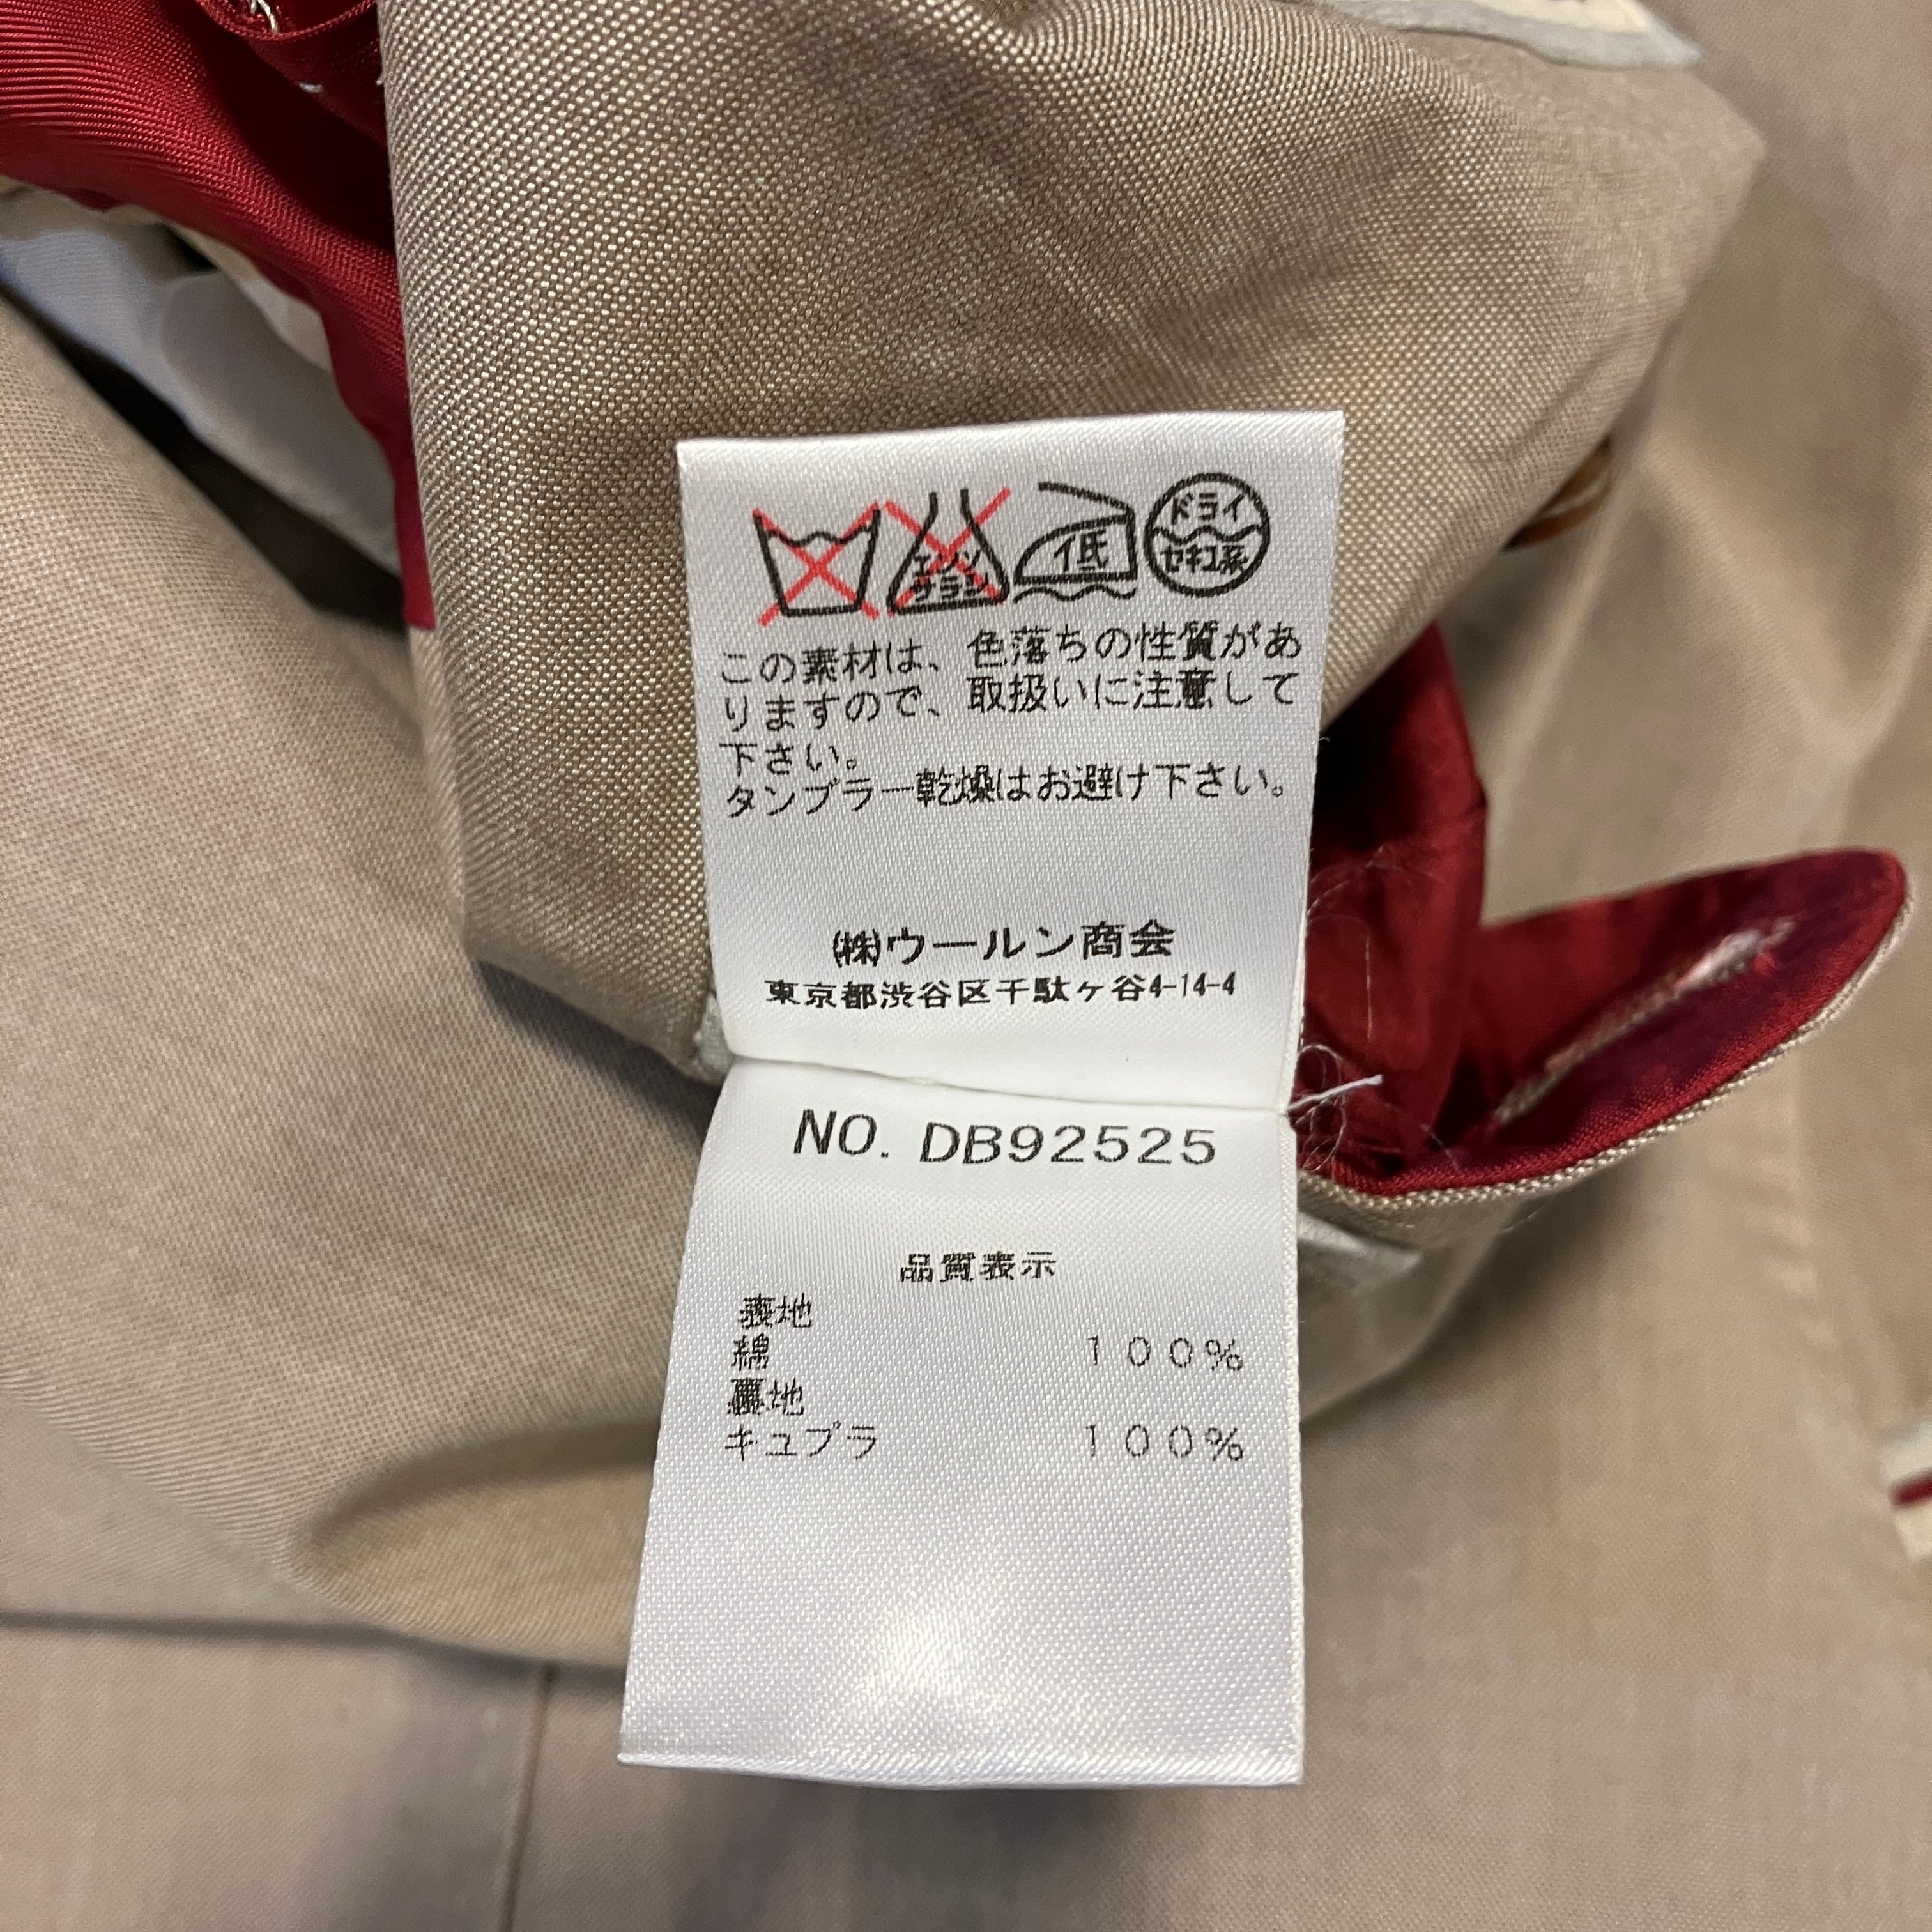 エンソ
サラシ
低
ドライ
セキユ系
この素材は、色落ちの性質があ
りますので、取扱いに注意して
下さい。
タンブラー乾燥はお避け下さい。
(株)ウールン商会
東京都渋谷区千駄ヶ谷4-14-4
NO. DB92525
品質表示
表地
綿 100%
裏地
キュプラ 100%